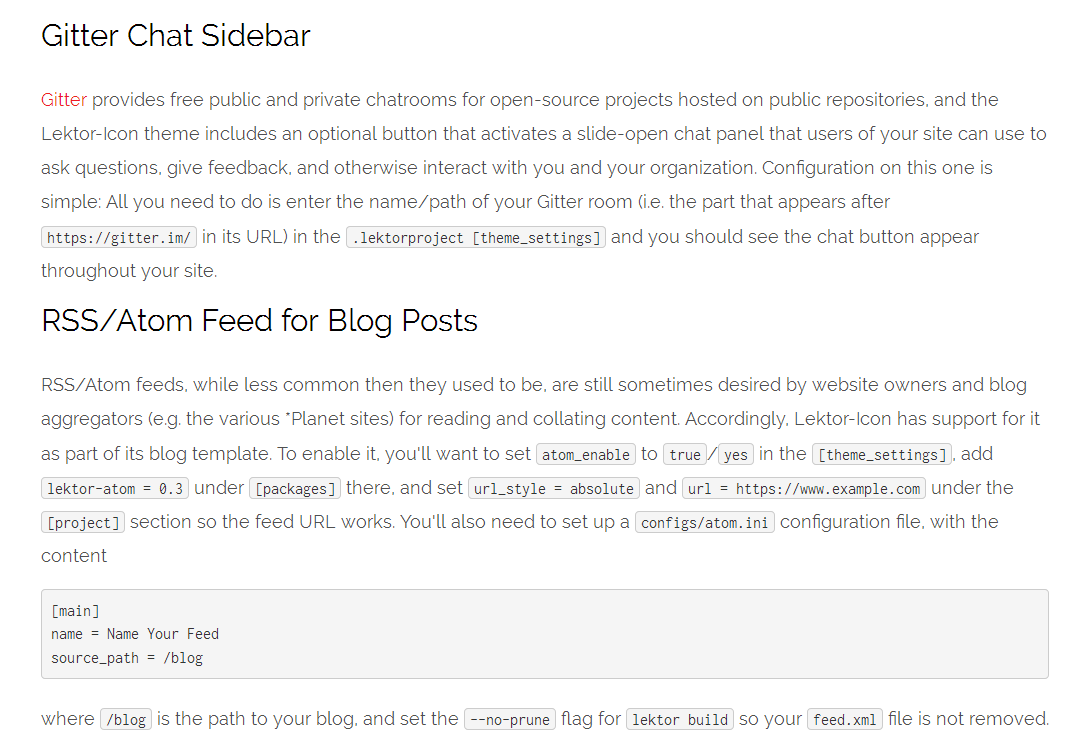 Gitter Chat Sidebar
Gitter provides free public and private chatrooms for open-source projects hosted on public repositories, and the
Lektor-Icon theme includes an optional button that activates a slide-open chat panel that users of your site can use to
ask questions, give feedback, and otherwise interact with you and your organization. Configuration on this one is
simple: All you need to do is enter the name/path of your Gitter room (i.e. the part that appears after
https://gitter.im/ in its URL) in the .lektorproject [theme_settings] and you should see the chat button appear
throughout your site.
RSS/Atom Feed for Blog Posts
RSS/Atom feeds, while less common then they used to be, are still sometimes desired by website owners and blog
aggregators (e.g. the various *Planet sites) for reading and collating content. Accordingly, Lektor-Icon has support for it
as part of its blog template. To enable it, you'll want to set atom_enable to true/yes in the [theme_settings], add
lektor-atom = 0.3 under [packages] there, and set url_style = absolute and url = https://www.example.com under the
[project] section so the feed URL works. You'll also need to set up a configs/atom.ini configuration file, with the
content
[main]
name = Name Your Feed
source_path = /blog
where /blog is the path to your blog, and set the --no-prune flag for lektor build so your feed.xml file is not removed.